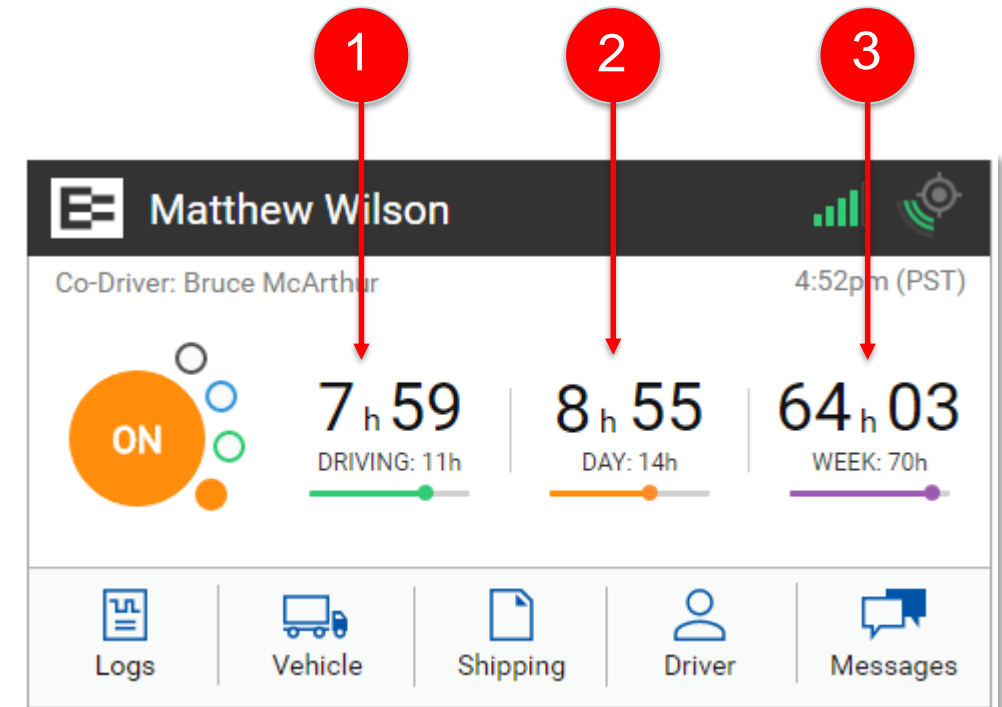 1 2 3
Matthew Wilson
Co-Driver: Bruce McArthur 4:52pm (PST)
ON
7 h 59 8 h 55 64 h 03
DRIVING: 11h DAY: 14h WEEK: 70h
Logs Vehicle Shipping Driver Messages